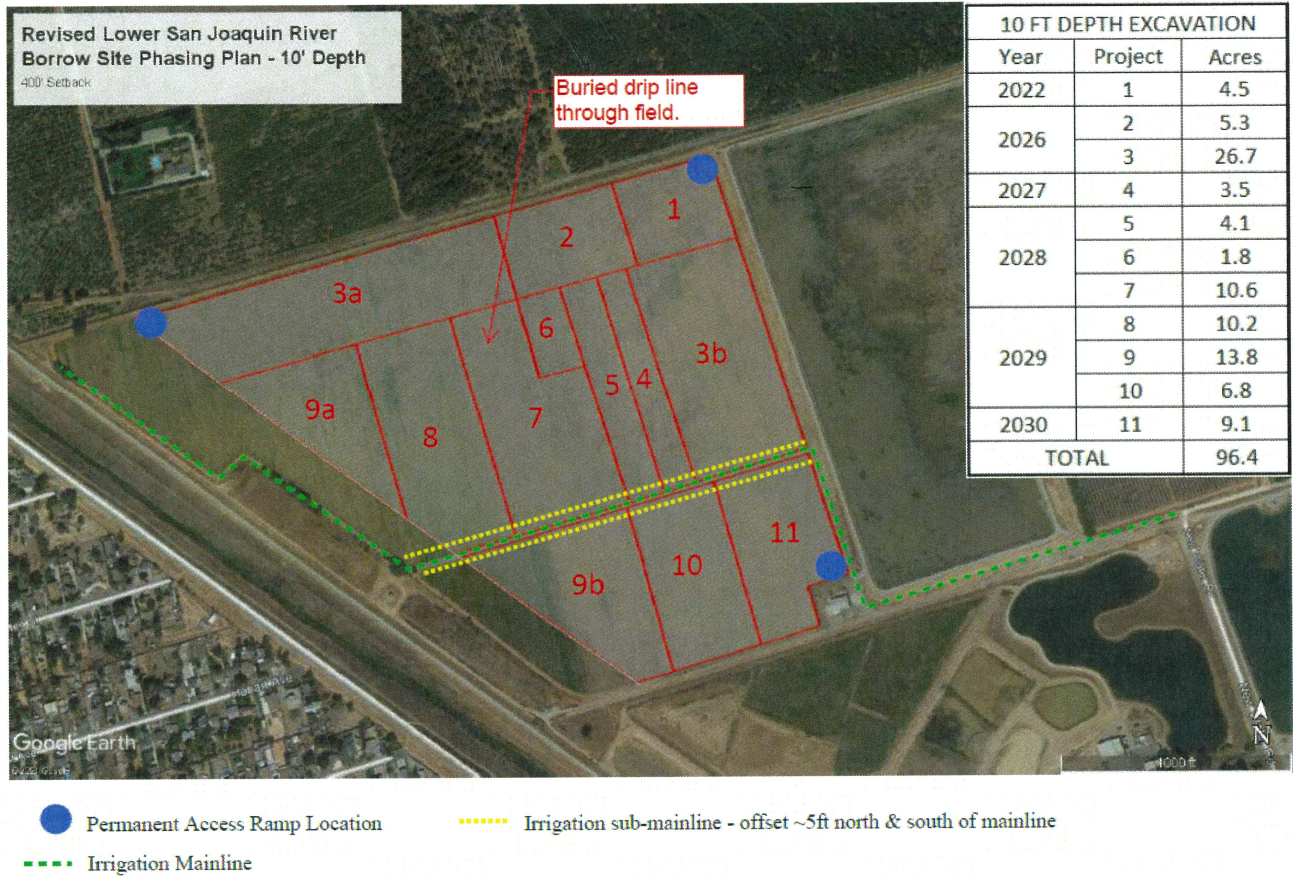 Revised Lower San Joaquin River
Borrow Site Phasing Plan - 10' Depth
400' Setback
Buried drip line
through field.
10 FT DEPTH EXCAVATION
Year Project Acres
2022 1 4.5
2026 2 5.3
3 26.7
2027 4 3.5
2028 5 4.1
6 1.8
7 10.6
2029 8 10.2
9 13.8
10 6.8
2030 11 9.1
TOTAL 96.4
1
2
3a
6
3b
5
4
9a
8
7
11
10
9b
Google Earth
1000 ft
N
Permanent Access Ramp Location
Irrigation sub-mainline - offset ~5ft north & south of mainline
Irrigation Mainline